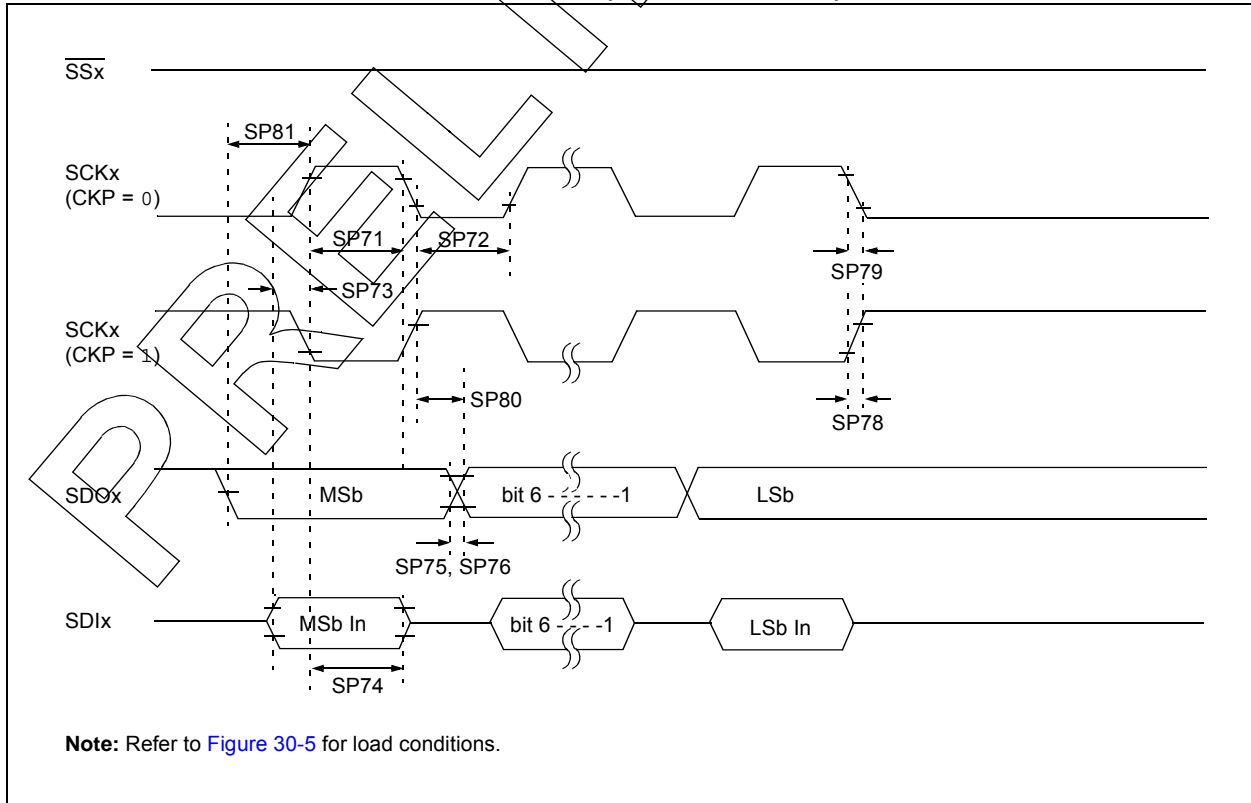 SSx
SP81
SCKx
(CKP = 0)
SP71
SP72
SP79
SP73
SCKx
(CKP = 1)
SP80
SP78
SDOx
MSb
bit 6 - - - - - - -1
LSb
SP75, SP76
SDIx
MSb In
bit 6 - - - - -1
LSb In
SP74
Note: Refer to Figure 30-5 for load conditions.